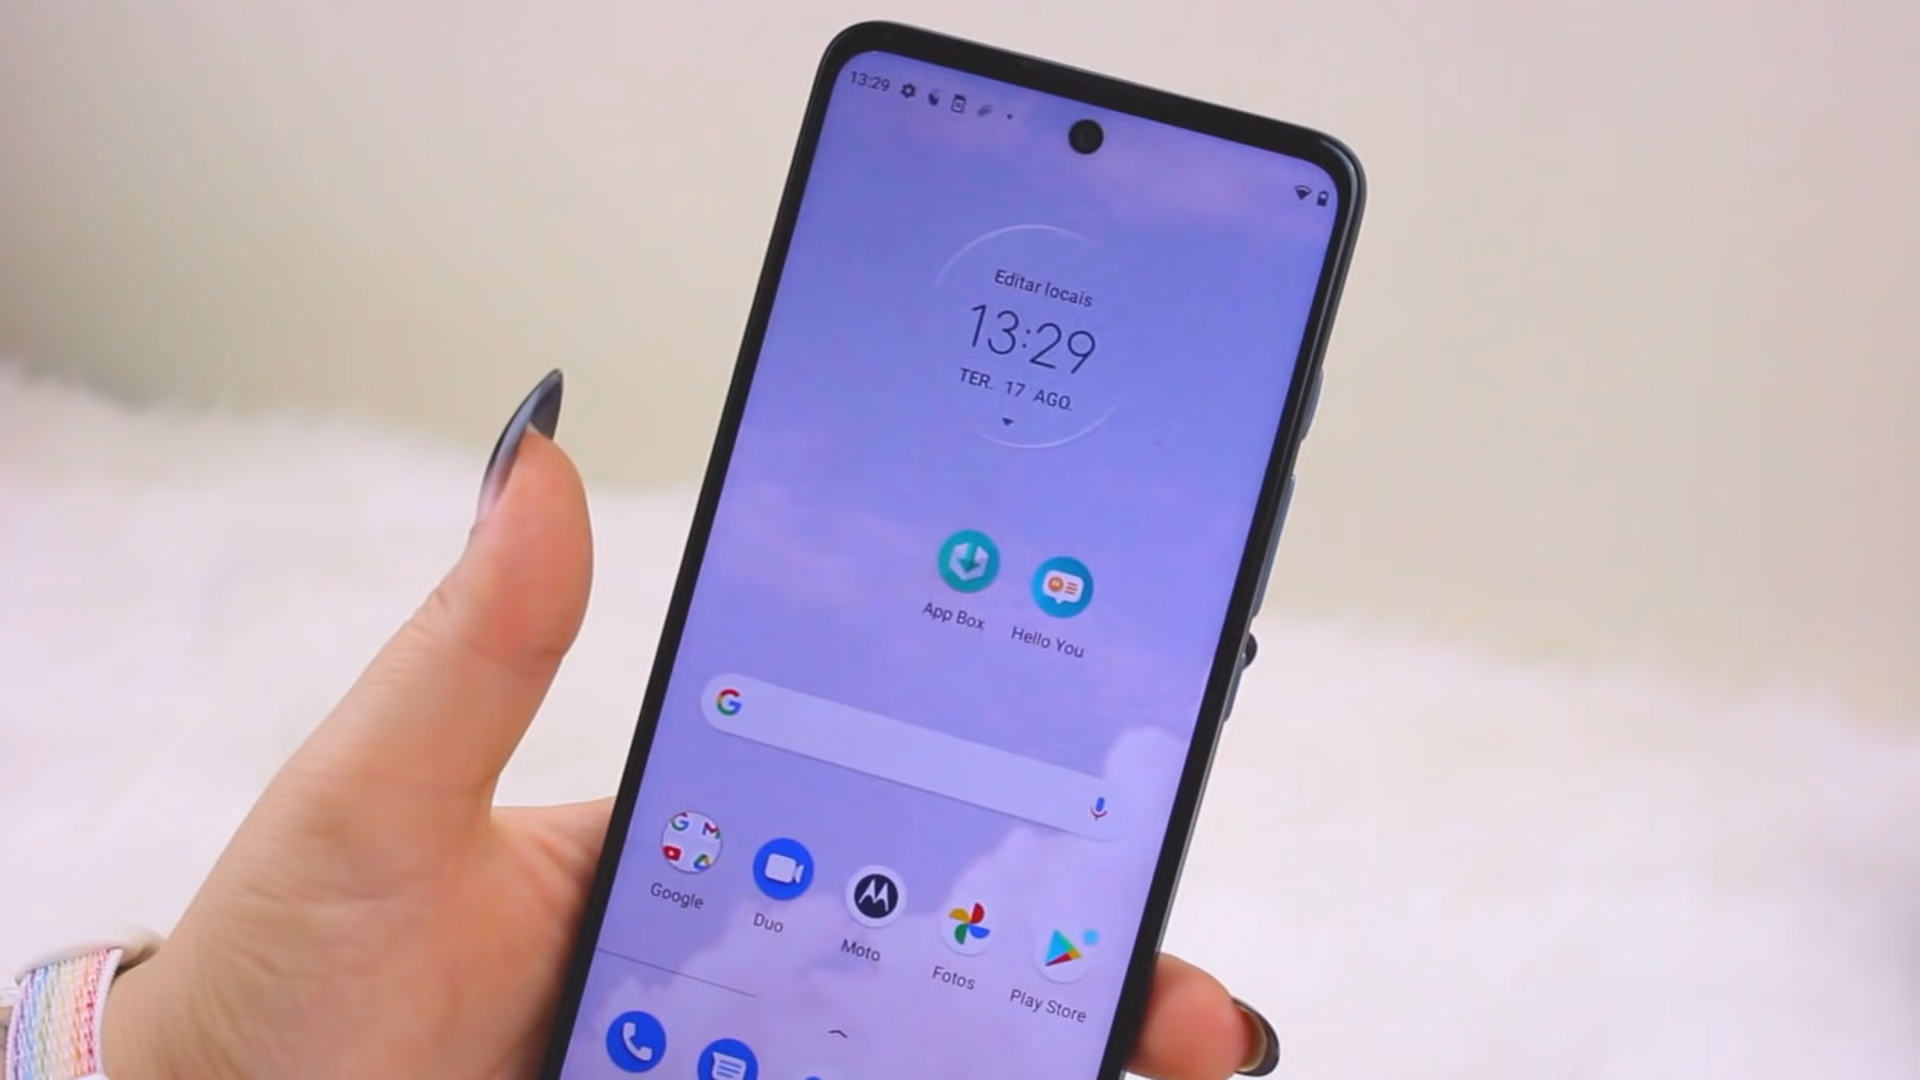 13:29
Editar locais
13:29
TER. 17 AGO.
App Box
Hello You
G
Google
Duo
Moto
Fotos
Play Store